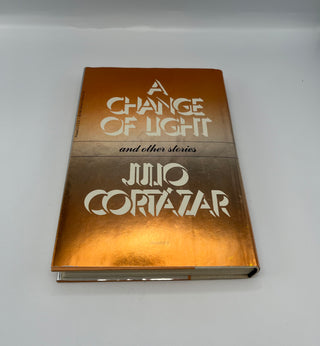 A
CHANGE
OF LIGHT
and other stories
JULIO
CORTÁZAR